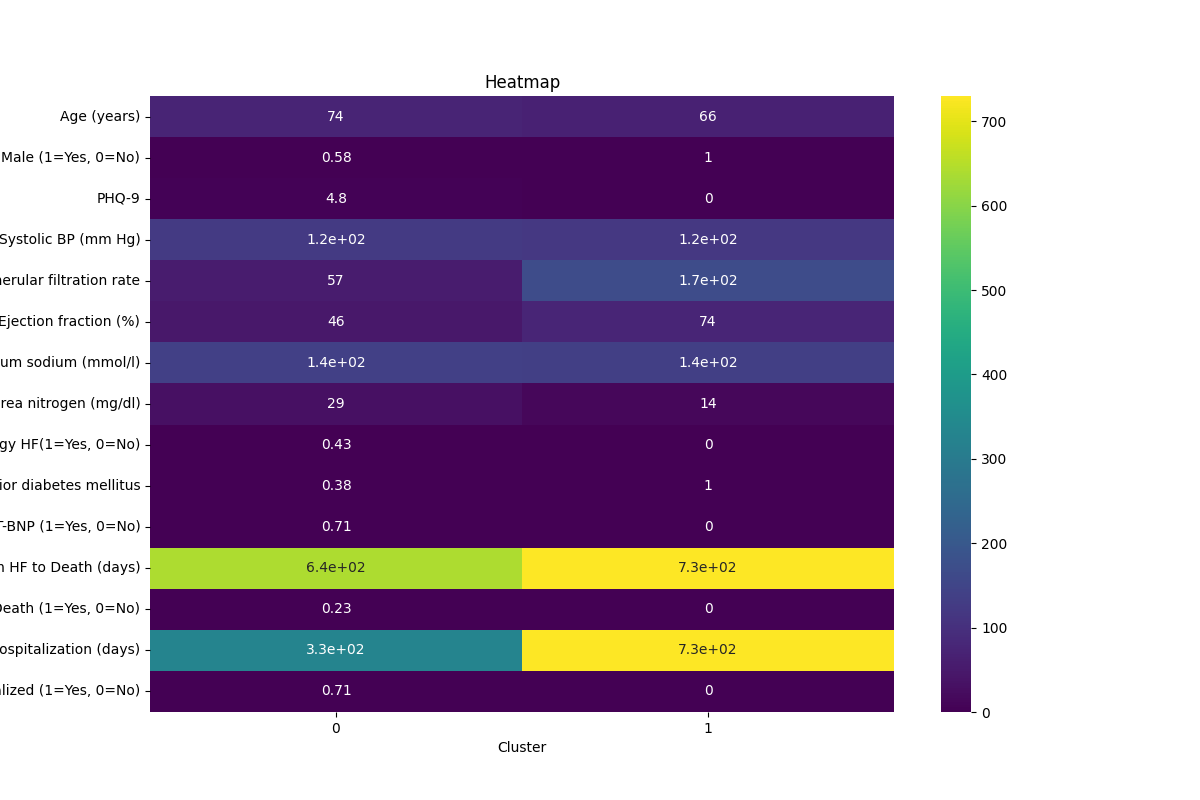 Heatmap
Age (years) 74 66
Male (1=Yes, 0=No) 0.58 1
PHQ-9 4.8 0
Systolic BP (mm Hg) 1.2e+02 1.2e+02
erular filtration rate 57 1.7e+02
Ejection fraction (%) 46 74
um sodium (mmol/l) 1.4e+02 1.4e+02
rea nitrogen (mg/dl) 29 14
gy HF(1=Yes, 0=No) 0.43 0
ior diabetes mellitus 0.38 1
T-BNP (1=Yes, 0=No) 0.71 0
HF to Death (days) 6.4e+02 7.3e+02
Death (1=Yes, 0=No) 0.23 0
ospitalization (days) 3.3e+02 7.3e+02
lized (1=Yes, 0=No) 0.71 0
0 1
Cluster
700
600
500
400
300
200
100
0